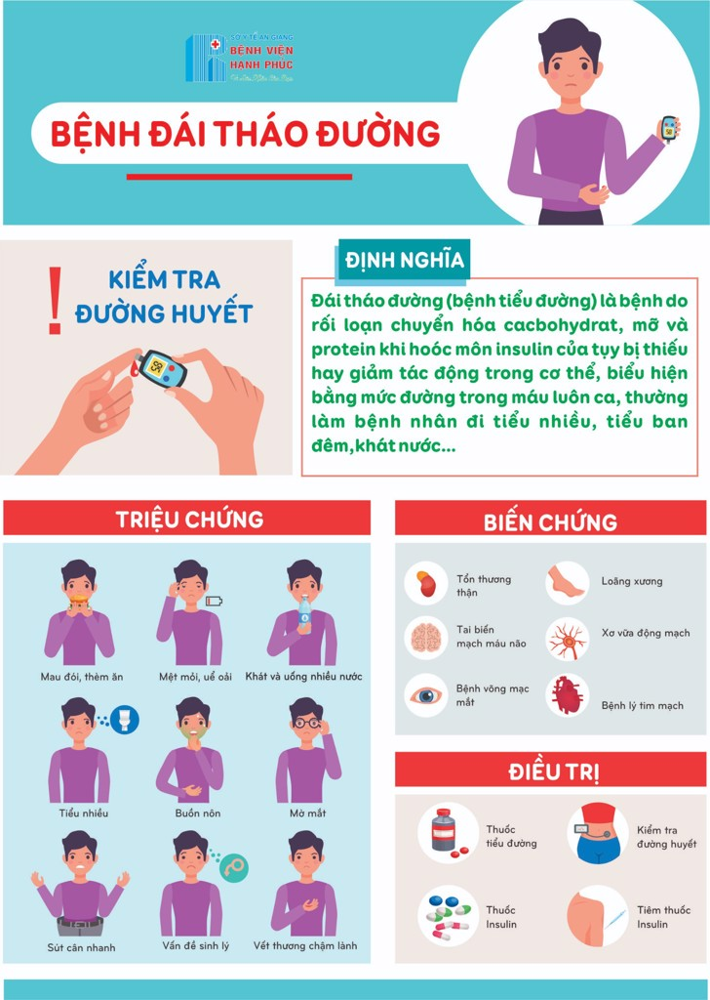 SỞ Y TẾ AN GIANG
BỆNH VIỆN
HẠNH PHÚC
BỆNH ĐÁI THÁO ĐƯỜNG
!
KIỂM TRA
ĐƯỜNG HUYẾT
ĐỊNH NGHĨA
Đái tháo đường (bệnh tiểu đường) là bệnh do
rối loạn chuyển hóa cacbohydrat, mỡ và
protein khi hoóc môn insulin của tụy bị thiếu
hay giảm tác động trong cơ thể, biểu hiện
bằng mức đường trong máu luôn ca, thường
làm bệnh nhân đi tiểu nhiều, tiểu ban
đêm,khát nước...
TRIỆU CHỨNG
Mau đói, thèm ăn
Mệt mỏi, uể oải
Khát và uống nhiều nước
Tiểu nhiều
Buồn nôn
Mờ mắt
Sút cân nhanh
Vấn đề sinh lý
Vết thương chậm lành
BIẾN CHỨNG
Tổn thương
thận
Loãng xương
Tai biến
mạch máu não
Xơ vữa động mạch
Bệnh võng mạc
mắt
Bệnh lý tim mạch
ĐIỀU TRỊ
Thuốc
tiểu đường
Kiểm tra
đường huyết
Thuốc
Insulin
Tiêm thuốc
Insulin